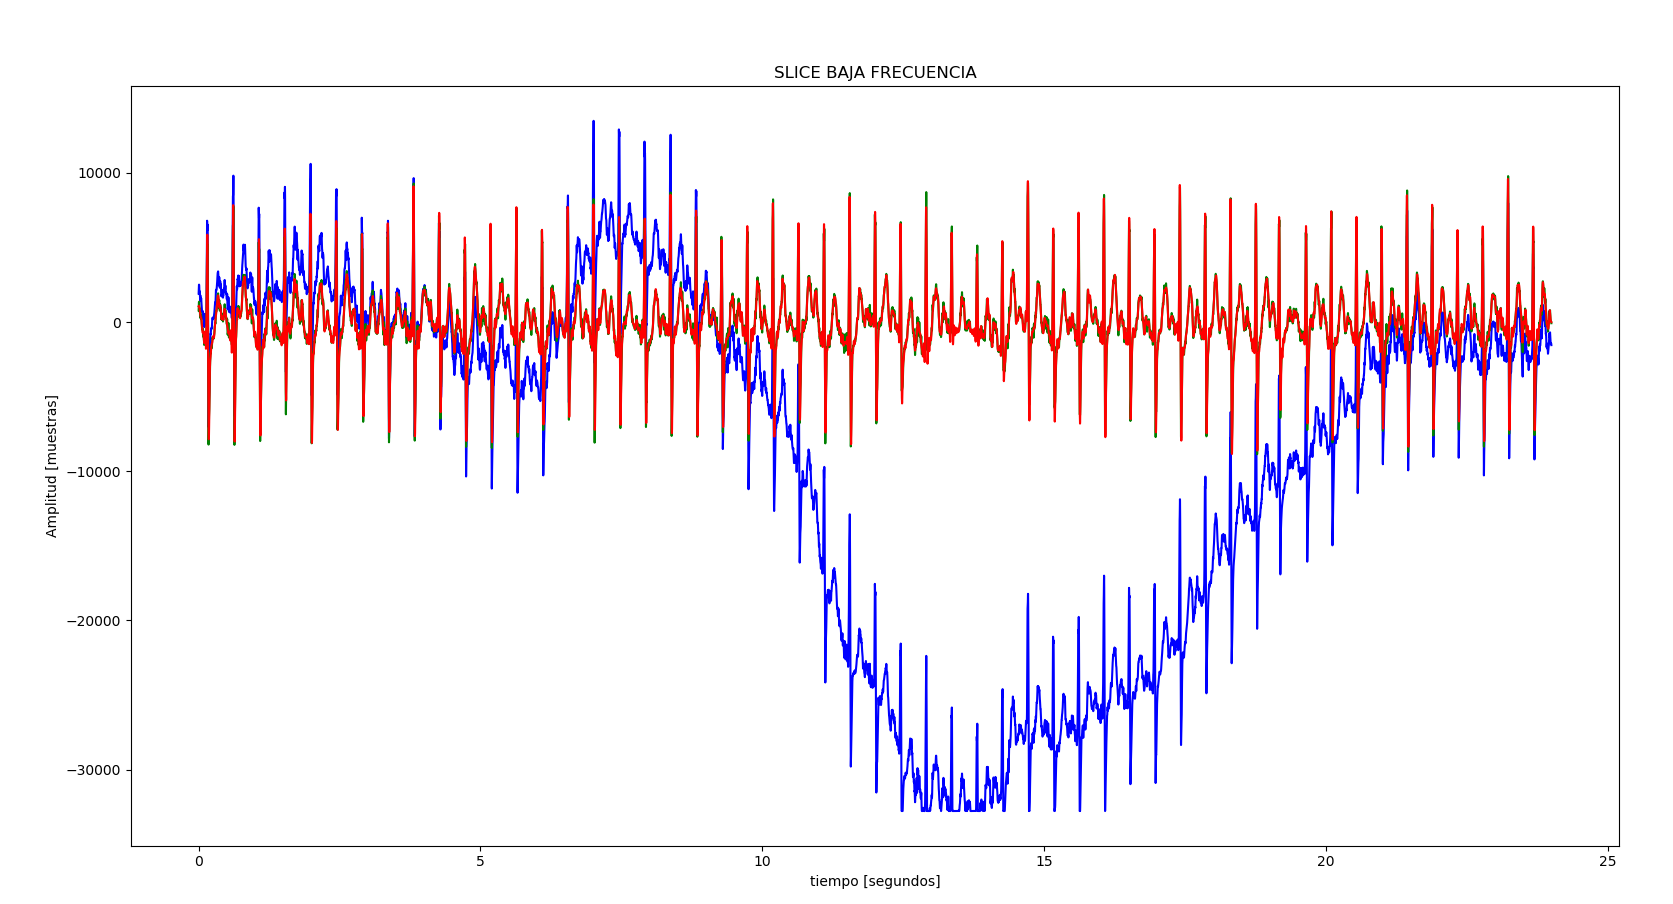 SLICE BAJA FRECUENCIA
Amplitud [muestras]
10000
0
−10000
−20000
−30000
0 5 10 15 20 25
tiempo [segundos]